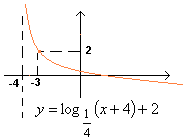 2
-4 -3
y = log_{1/4} (x + 4) + 2